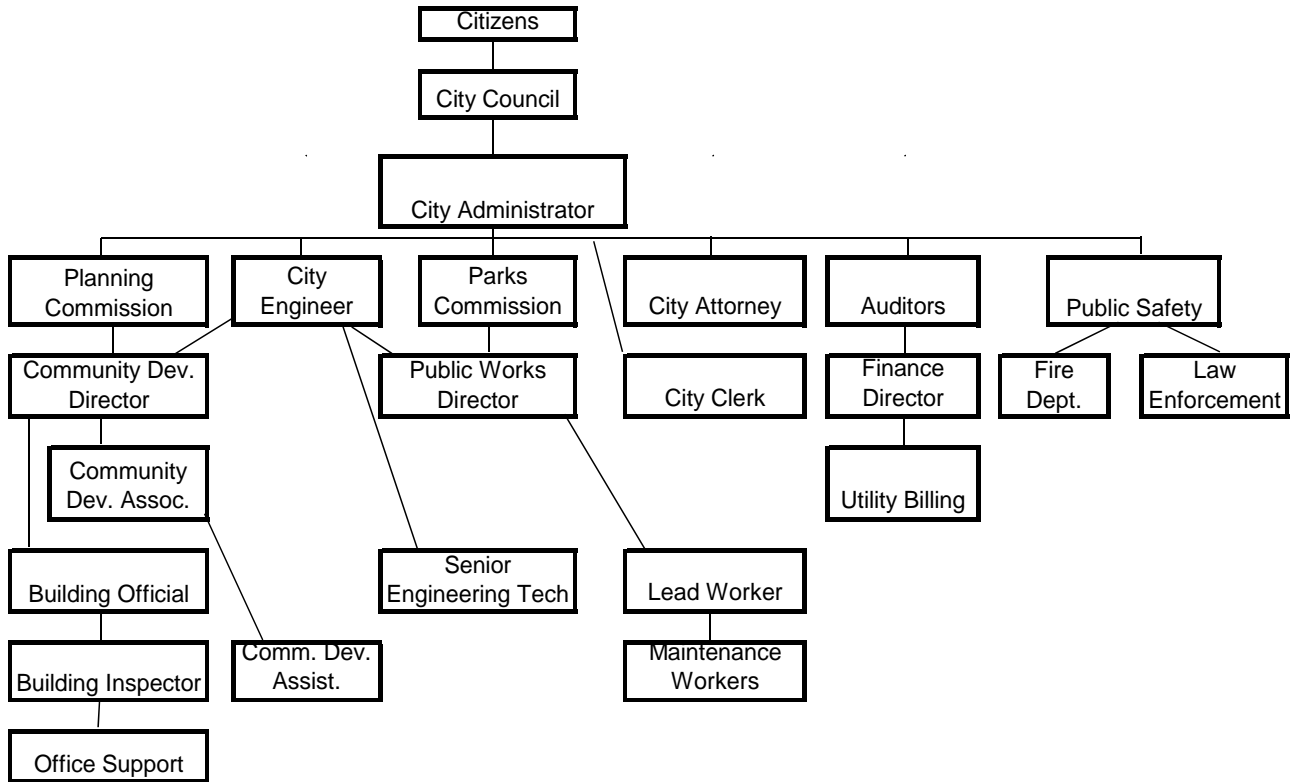 Citizens
City Council
City Administrator
Planning
Commission
City
Engineer
Parks
Commission
City Attorney
Auditors
Public Safety
Community Dev.
Director
Public Works
Director
City Clerk
Finance
Director
Fire
Dept.
Law
Enforcement
Community
Dev. Assoc.
Utility Billing
Building Official
Senior
Engineering Tech
Lead Worker
Building Inspector
Comm. Dev.
Assist.
Maintenance
Workers
Office Support